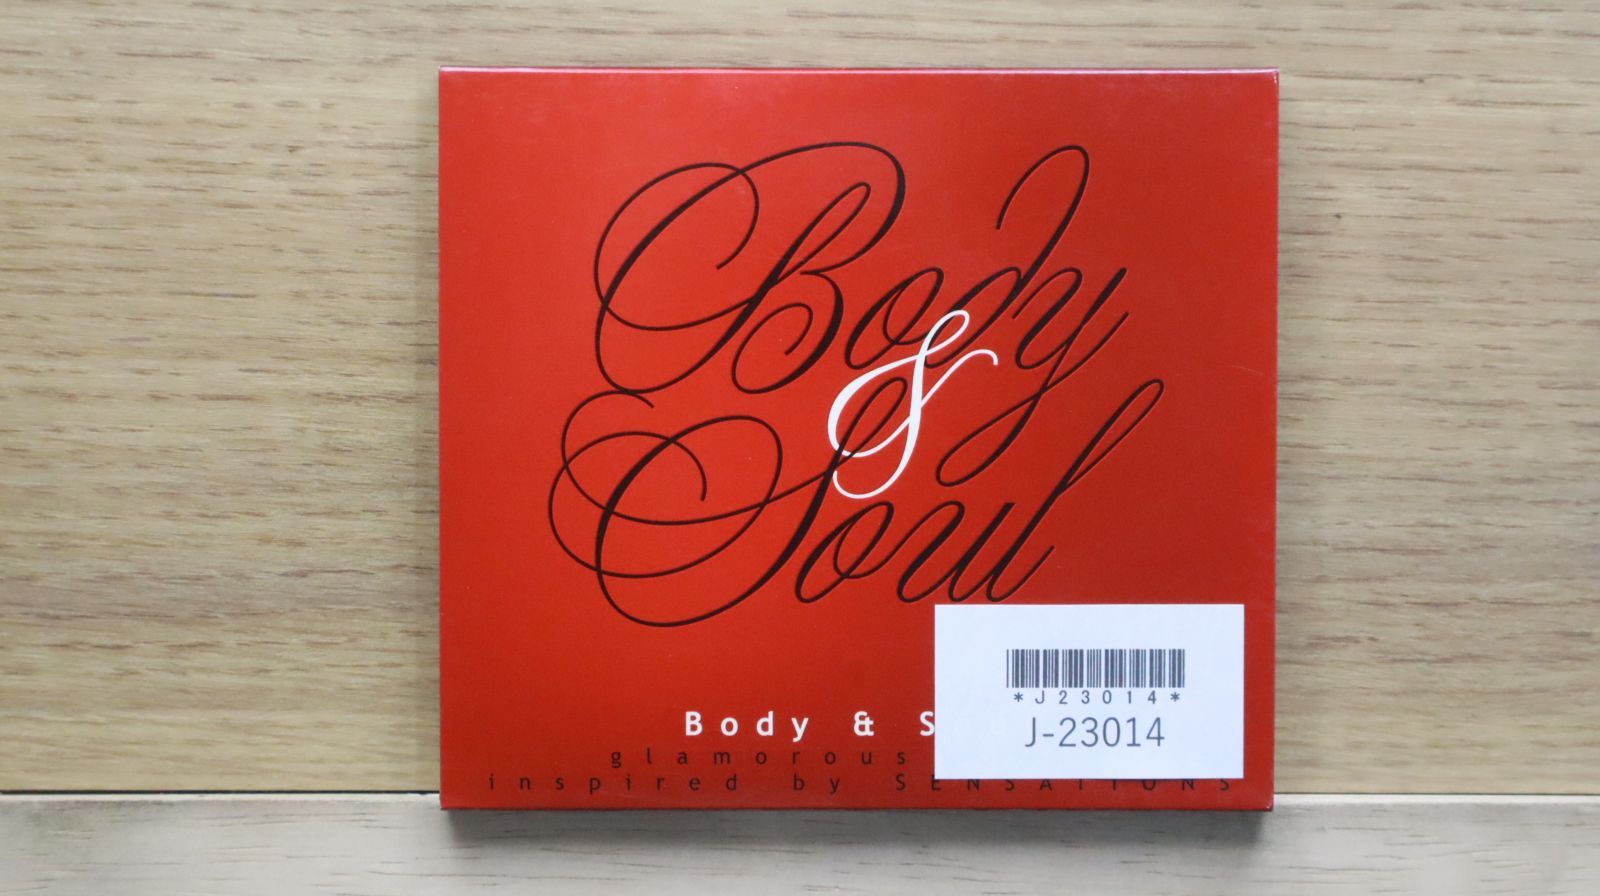 Body
&
Soul
Body &
glamorous
inspired by SENSATIONS
*J23014*
J-23014